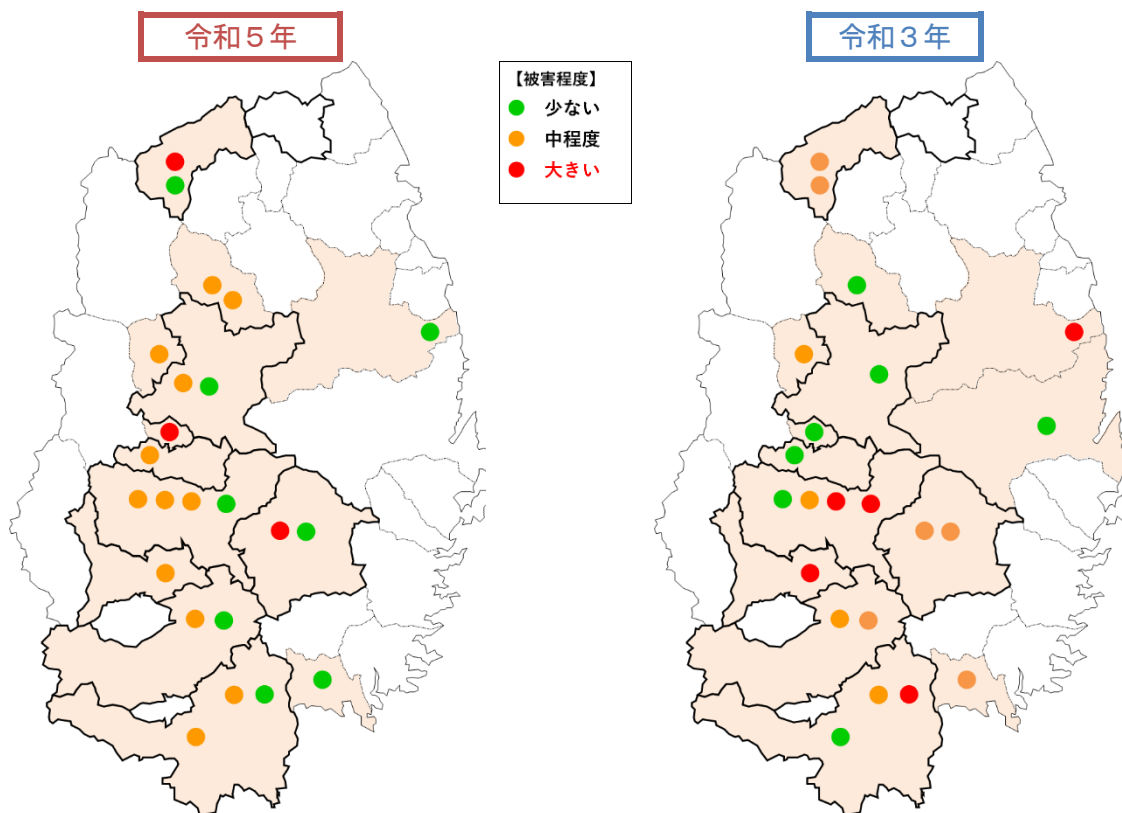 令和５年
令和３年
【被害程度】
少ない
中程度
大きい